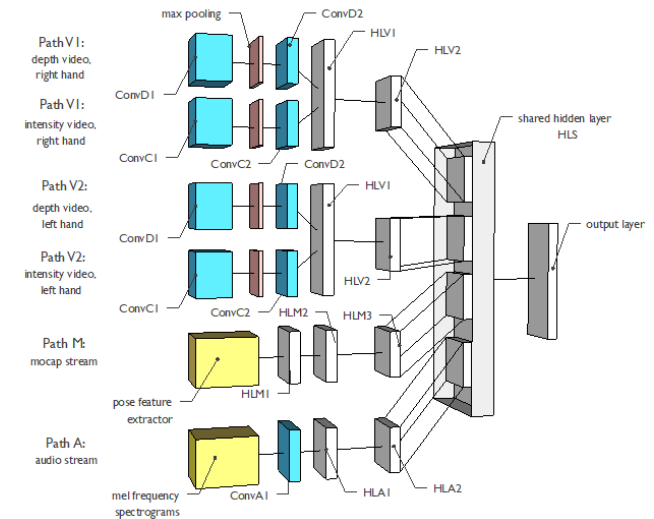 max pooling
ConvD2
HLV1
HLV2
Path V1:
depth video,
right hand
ConvD1
Path V1:
intensity video,
right hand
ConvC1
ConvC2
ConvD2
shared hidden layer
HLS
Path V2:
depth video,
left hand
HLV1
ConvD1
output layer
Path V2:
intensity video,
left hand
HLV2
ConvC1
ConvC2
HLM2
HLM3
Path M:
mocap stream
HLM1
pose feature
extractor
Path A:
audio stream
mel frequency
spectrograms
ConvA1
HLA1
HLA2